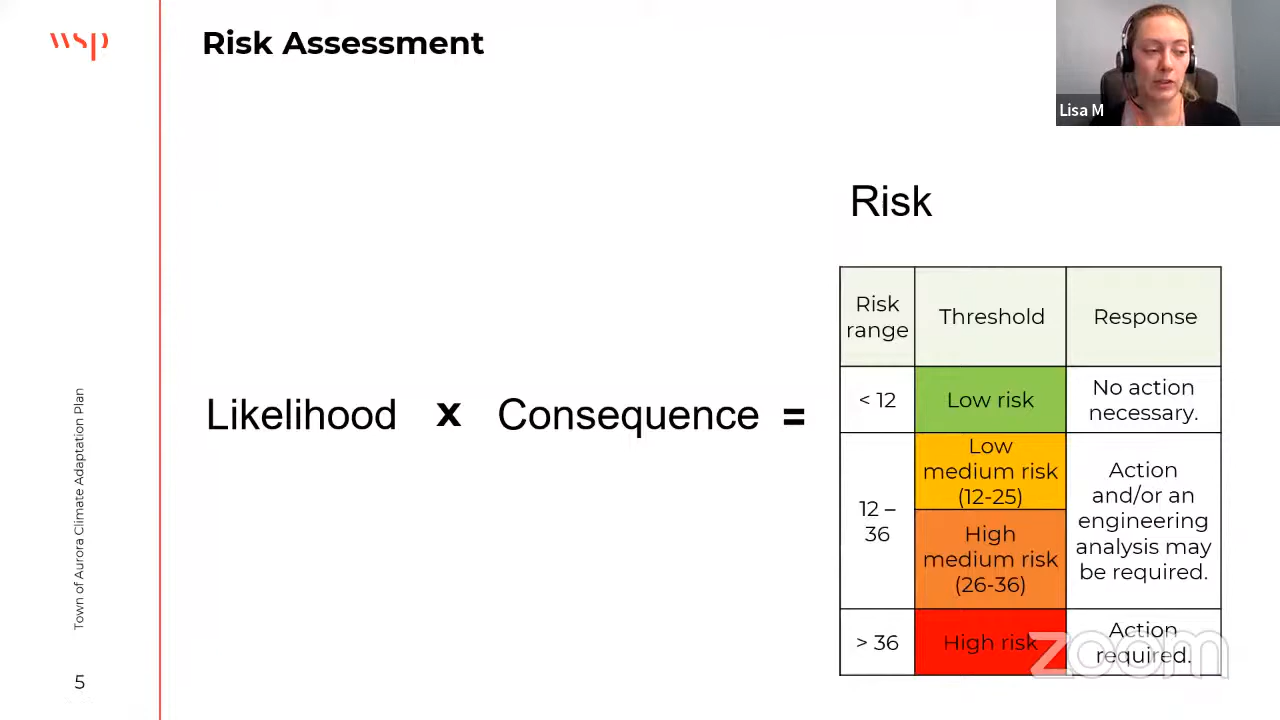 wsp
Risk Assessment
Lisa M
Risk
Risk
range
Threshold
Response
< 12
Low risk
No action
necessary.
Likelihood x Consequence =
12 –
36
Low
medium risk
(12-25)
High
medium risk
(26-36)
Action
and/or an
engineering
analysis may
be required.
> 36
High risk
Action
required.
zoom
Town of Aurora Climate Adaptation Plan
5